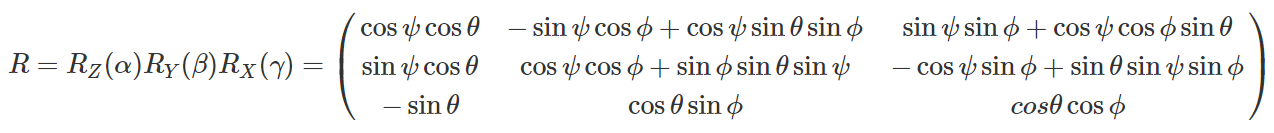 R = R_Z(α)R_Y(β)R_X(γ) = ( cos ψ cos θ   − sin ψ cos ϕ + cos ψ sin θ sin ϕ   sin ψ sin ϕ + cos ψ cos ϕ sin θ
sin ψ cos θ   cos ψ cos ϕ + sin ϕ sin θ sin ψ   − cos ψ sin ϕ + sin θ sin ψ sin ϕ
− sin θ   cos θ sin ϕ   cosθ cos ϕ )